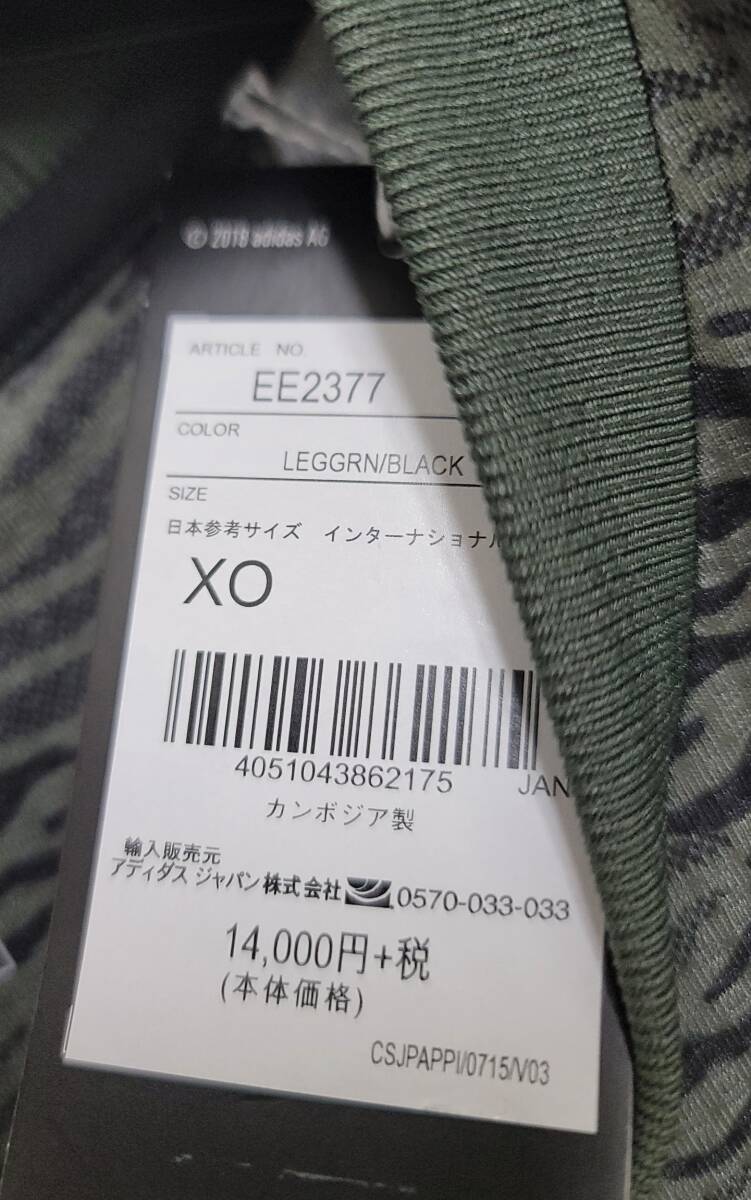 © 2018 adidas AG
ARTICLE NO.
EE2377
COLOR
LEGGRN/BLACK
SIZE
日本参考サイズ インターナショナル
XO
4051043862175 JAN
カンボジア製
輸入販売元
アディダス ジャパン株式会社 0570-033-033
14,000円+税
(本体価格)
CSJPAPPI/0715/V03